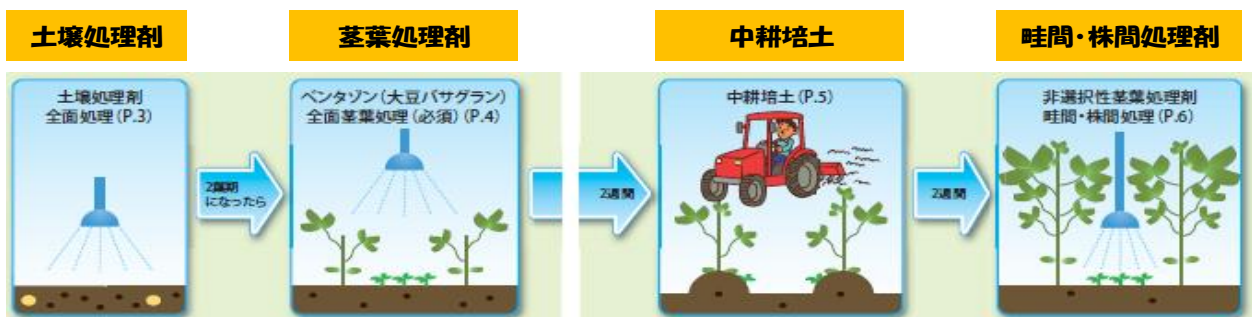 土壌処理剤
茎葉処理剤
中耕培土
畦間・株間処理剤
土壌処理剤
全面処理(P.3)
2葉期
になったら
ベンタゾン(大豆バサグラン)
全面茎葉処理(必須)(P.4)
2週間
中耕培土(P.5)
2週間
非選択性茎葉処理剤
畦間・株間処理(P.6)